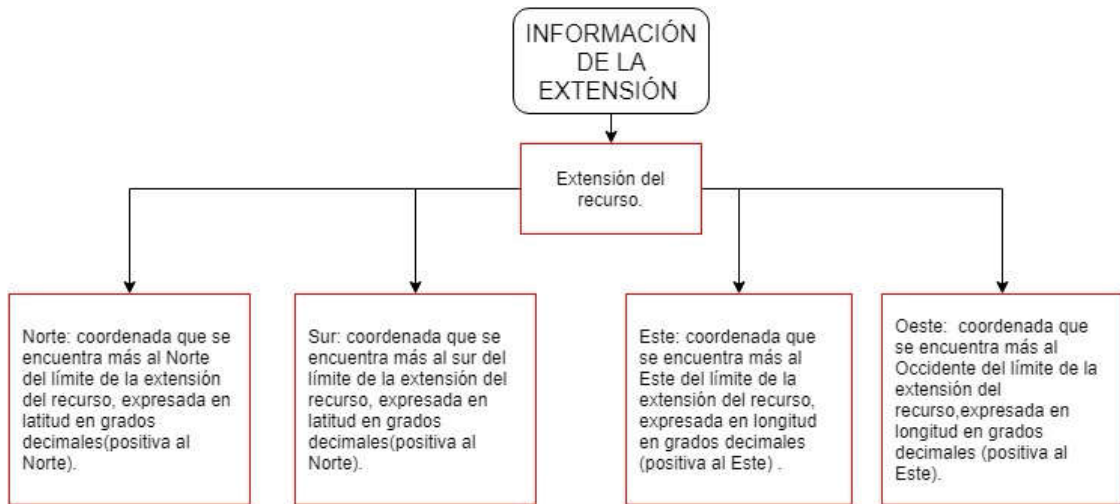 INFORMACIÓN
DE LA
EXTENSIÓN
Extensión del
recurso.
Norte: coordenada que se
encuentra más al Norte
del límite de la extensión
del recurso, expresada en
latitud en grados
decimales(positiva al
Norte).
Sur: coordenada que se
encuentra más al sur del
límite de la extensión del
recurso, expresada en
latitud en grados
decimales(positiva al
Norte).
Este: coordenada que
se encuentra más al
Este del límite de la
extensión del recurso,
expresada en longitud
en grados decimales
(positiva al Este) .
Oeste:  coordenada que
se encuentra más al
Occidente del límite de la
extensión del
recurso,expresada en
longitud en grados
decimales (positiva al
Este).